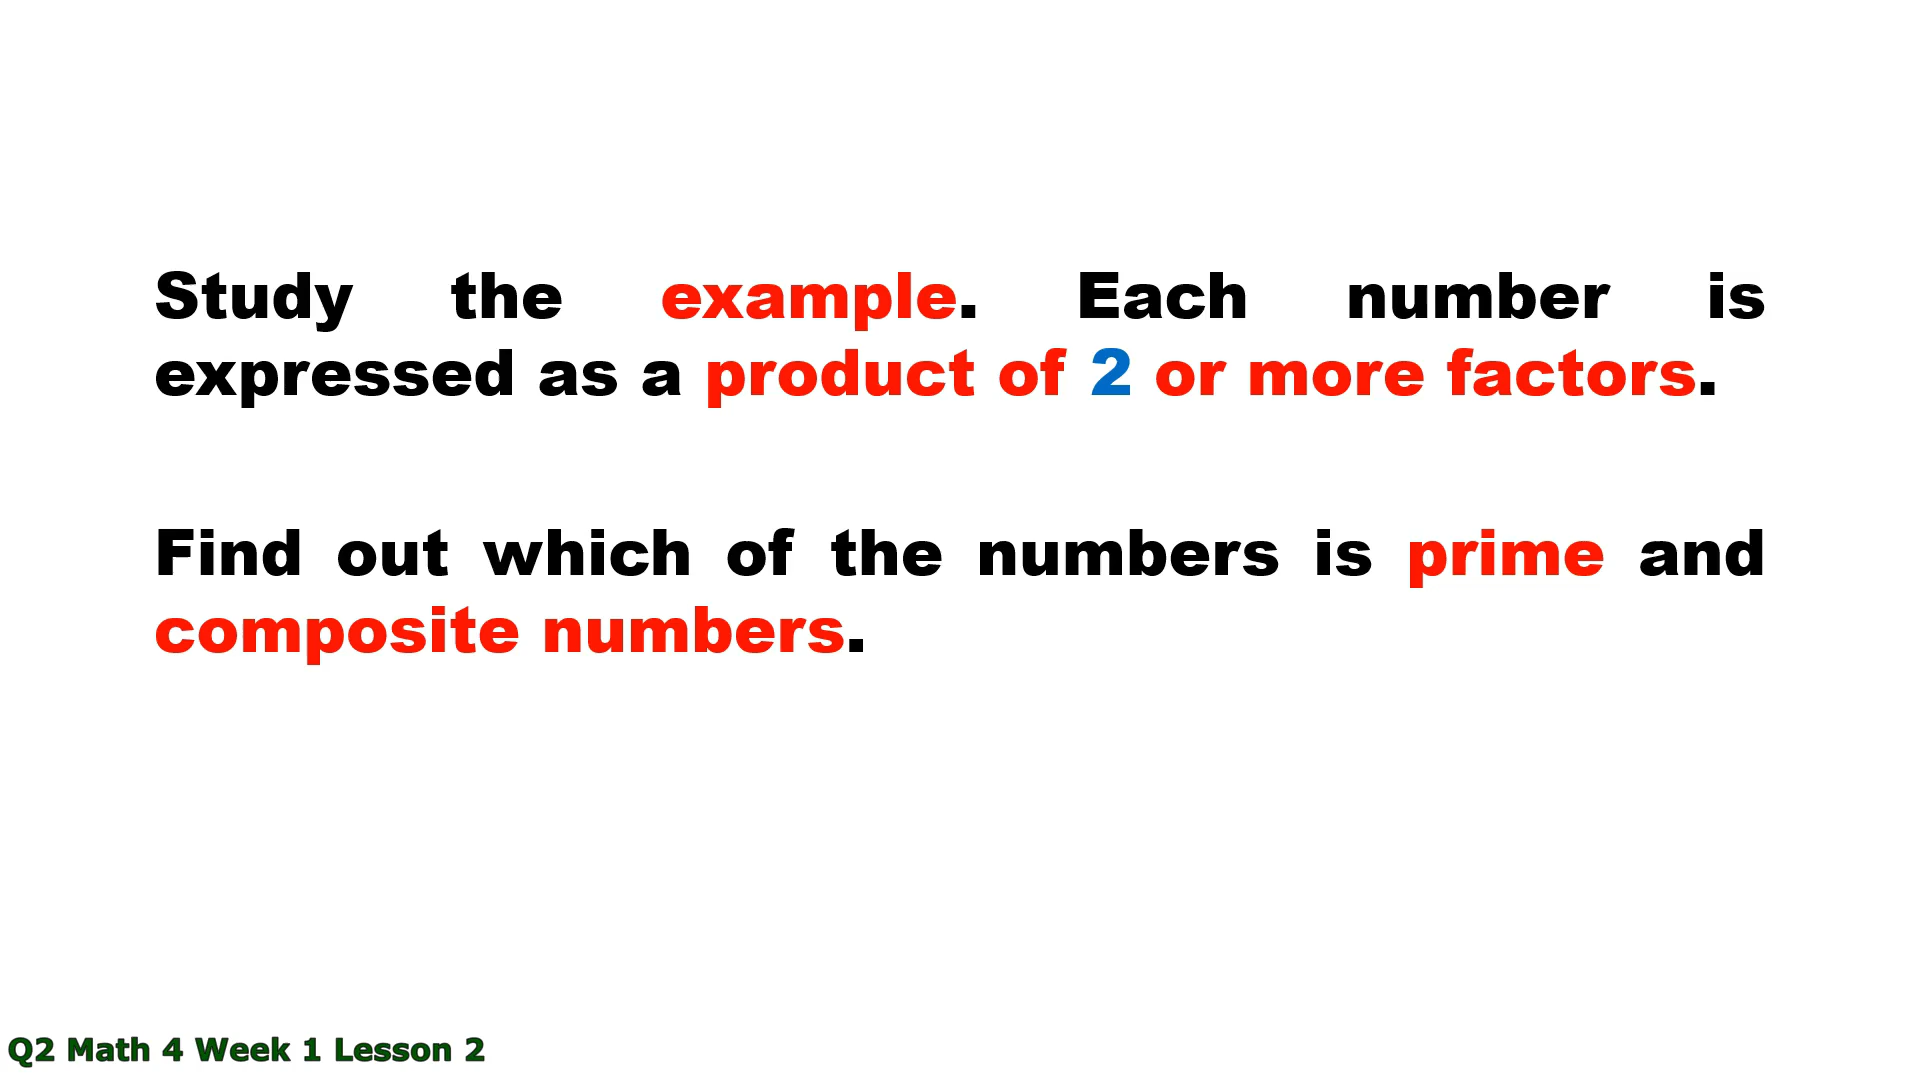 Study the example. Each number is
expressed as a product of 2 or more factors.
Find out which of the numbers is prime and
composite numbers.
Q2 Math 4 Week 1 Lesson 2